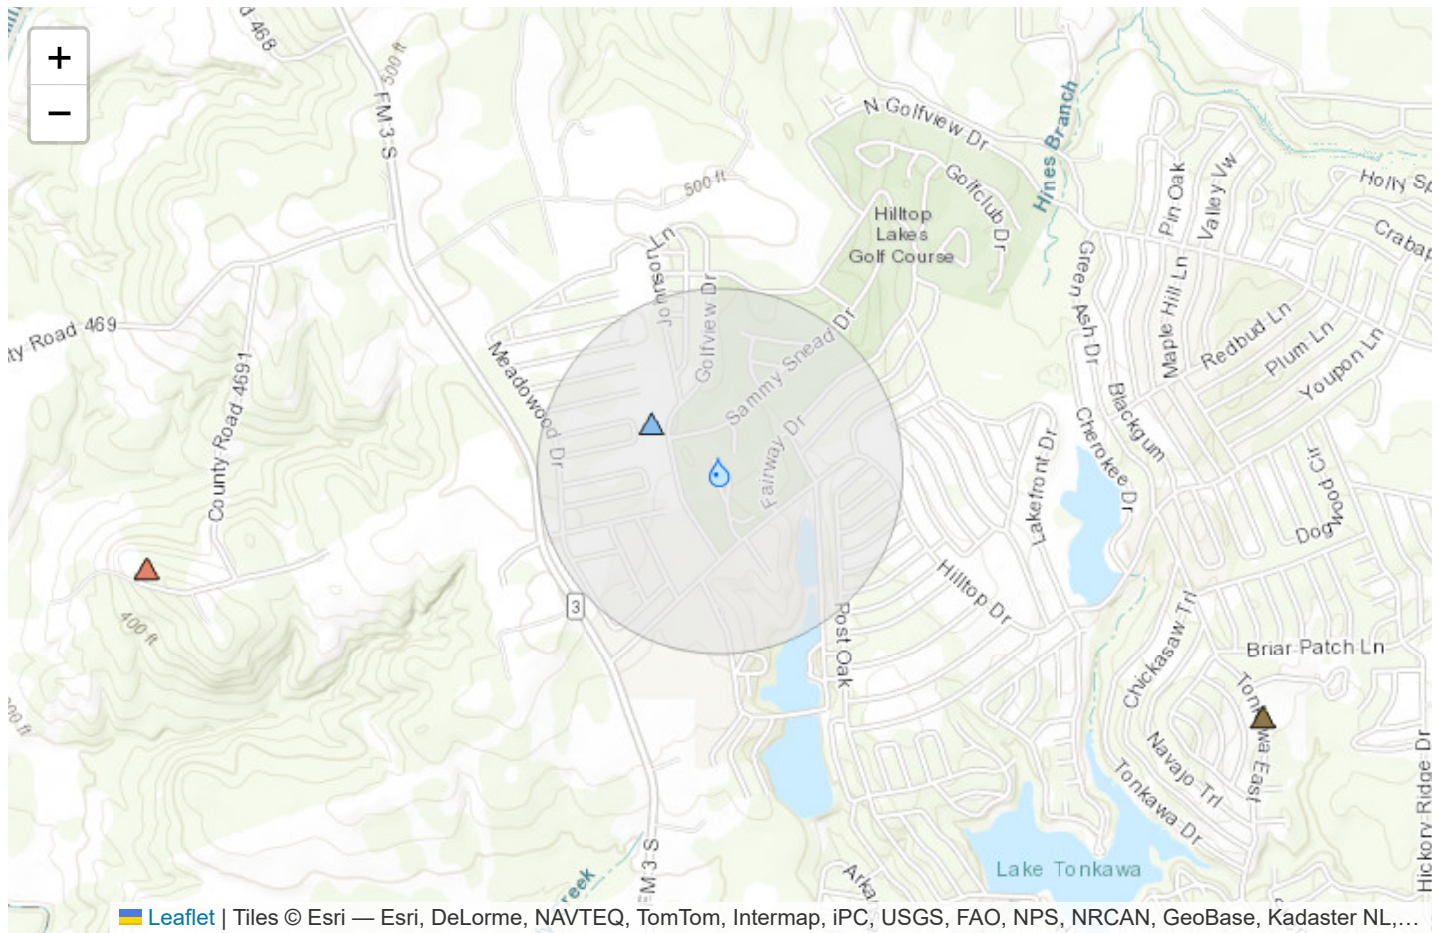 +
−
d 468
500 ft
FM 3 S
500 ft
N Golfview Dr
Hines Branch
Golfclub Dr
Hilltop
Lakes
Golf Course
Pin Oak
Valley Vw
Holly Sp
Crabap
Johnson Ln
Golfview Dr
Green Ash Dr
Maple Hill Ln
Redbud Ln
Plum Ln
Youpon Ln
ty Road 469
County Road 4691
Meadowood Dr
Sammy Snead Dr
Fairway Dr
Blackgum
Cherokee Dr
Lakefront Dr
Dogwood Cir
400 ft
3
Hilltop Dr
Post Oak
Chickasaw Trl
Briar Patch Ln
Tonkawa East
00 ft
Navajo Trl
Tonkawa Dr
Hickory Ridge Dr
FM 3 S
reek
Lake Tonkawa
Arka
Leaflet | Tiles © Esri — Esri, DeLorme, NAVTEQ, TomTom, Intermap, iPC, USGS, FAO, NPS, NRCAN, GeoBase, Kadaster NL,…